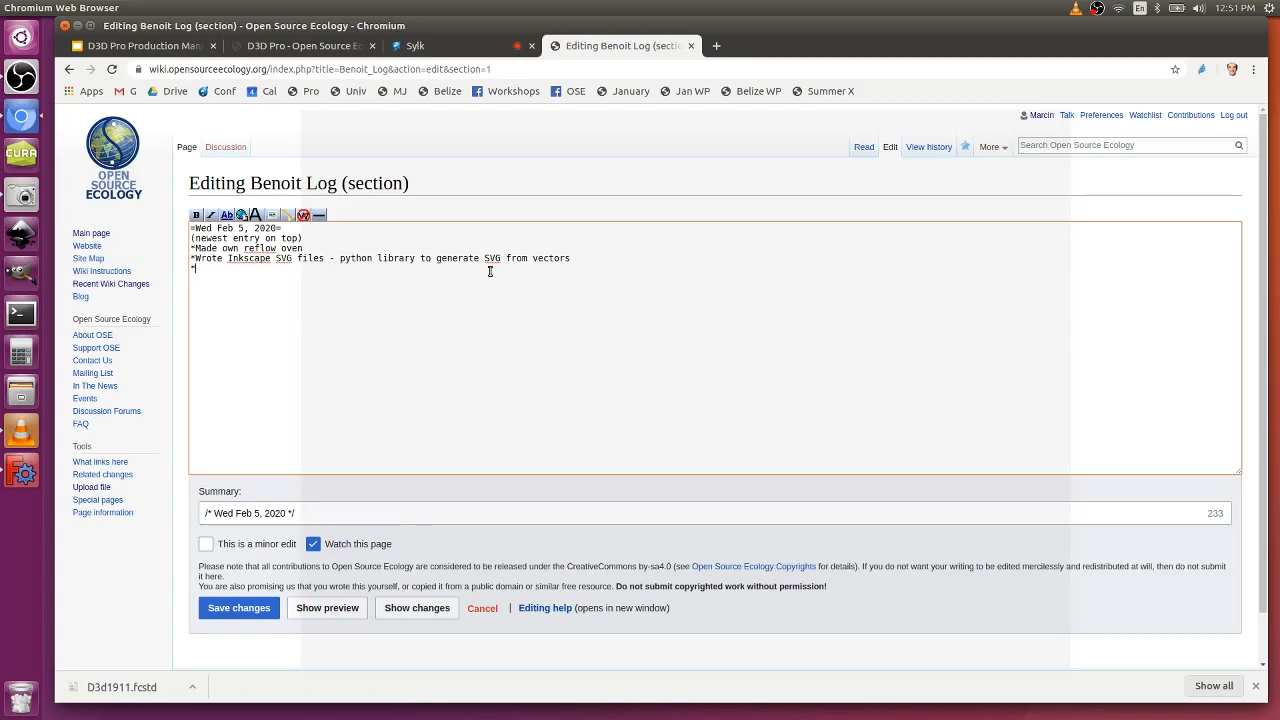 Chromium Web Browser
En
12:51 PM
Editing Benoit Log (section) - Open Source Ecology - Chromium
D3D Pro Production Man
D3D Pro - Open Source Ec
Sylk
Editing Benoit Log (secti
wiki.opensourceecology.org/index.php?title=Benoit_Log&action=edit&section=1
Apps
G
Drive
Conf
Cal
Pro
Univ
MJ
Belize
Workshops
OSE
January
Jan WP
Belize WP
Summer X
Marcin
Talk
Preferences
Watchlist
Contributions
Log out
Page
Discussion
Read
Edit
View history
More
Search Open Source Ecology
OPEN
SOURCE
ECOLOGY
Editing Benoit Log (section)
B
Ab
A
=Wed Feb 5, 2020=
(newest entry on top)
*Made own reflow oven
*Wrote Inkscape SVG files - python library to generate SVG from vectors
*
Main page
Website
Site Map
Wiki Instructions
Recent Wiki Changes
Blog
Open Source Ecology
About OSE
Support OSE
Contact Us
Mailing List
In The News
Events
Discussion Forums
FAQ
Tools
What links here
Related changes
Upload file
Special pages
Page information
Summary:
/* Wed Feb 5, 2020 */
233
This is a minor edit
Watch this page
Please note that all contributions to Open Source Ecology are considered to be released under the CreativeCommons by-sa4.0 (see Open Source Ecology:Copyrights for details). If you do not want your writing to be edited mercilessly and redistributed at will, then do not submit
it here.
You are also promising us that you wrote this yourself, or copied it from a public domain or similar free resource. Do not submit copyrighted work without permission!
Save changes
Show preview
Show changes
Cancel
|
Editing help (opens in new window)
CURA
D3d1911.fcstd
Show all